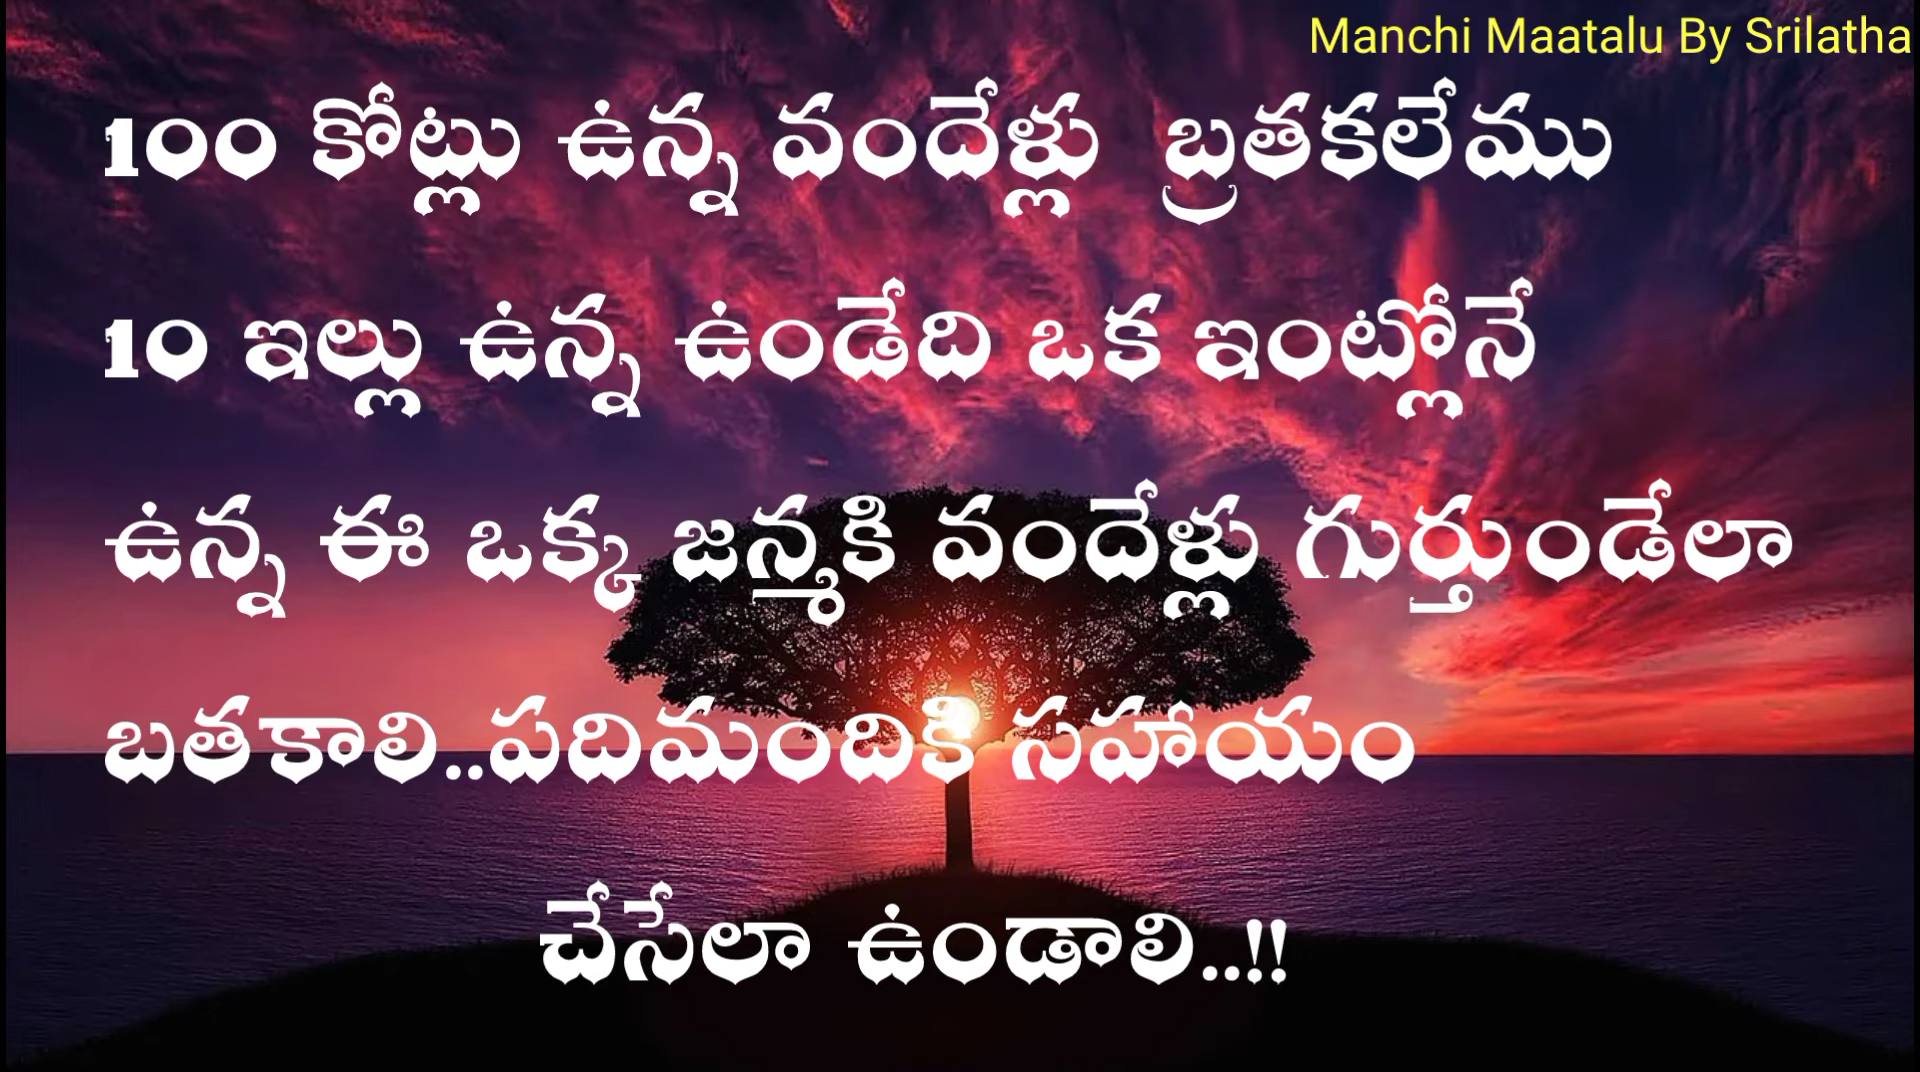 Manchi Maatalu By Srilatha
100 కోట్లు ఉన్న వందేళ్లు బ్రతకలేము
10 ఇల్లు ఉన్న ఉండేది ఒక ఇంట్లోనే
ఉన్న ఈ ఒక్క జన్మకి వందేళ్లు గుర్తుండేలా
బతకాలి..పదిమందికి సహాయం
చేసేలా ఉండాలి..!!